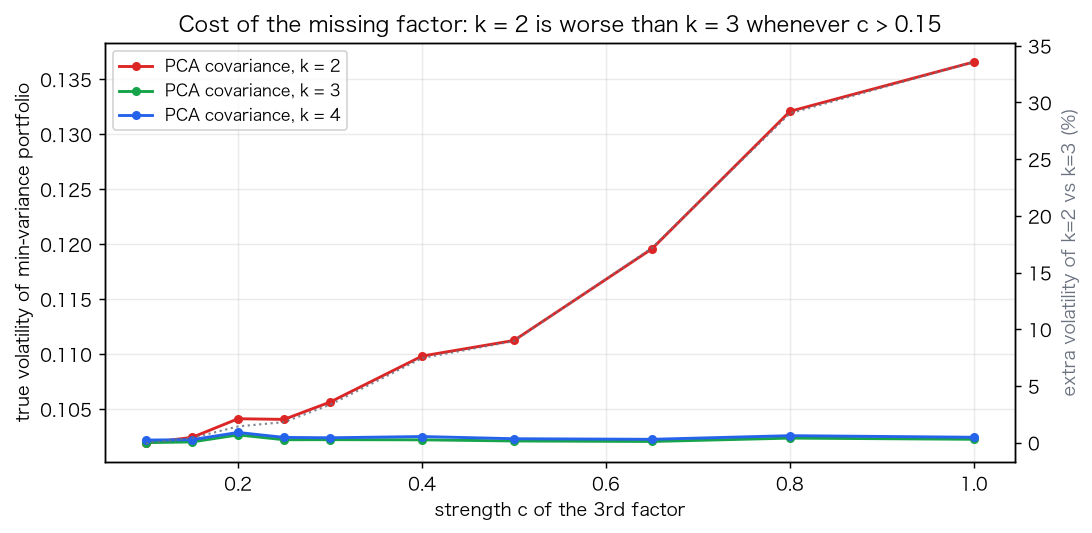 Cost of the missing factor: k = 2 is worse than k = 3 whenever c > 0.15
PCA covariance, k = 2
PCA covariance, k = 3
PCA covariance, k = 4
true volatility of min-variance portfolio
0.135
0.130
0.125
0.120
0.115
0.110
0.105
35
30
25
20
15
10
5
0
extra volatility of k=2 vs k=3 (%)
0.2
0.4
0.6
0.8
1.0
strength c of the 3rd factor